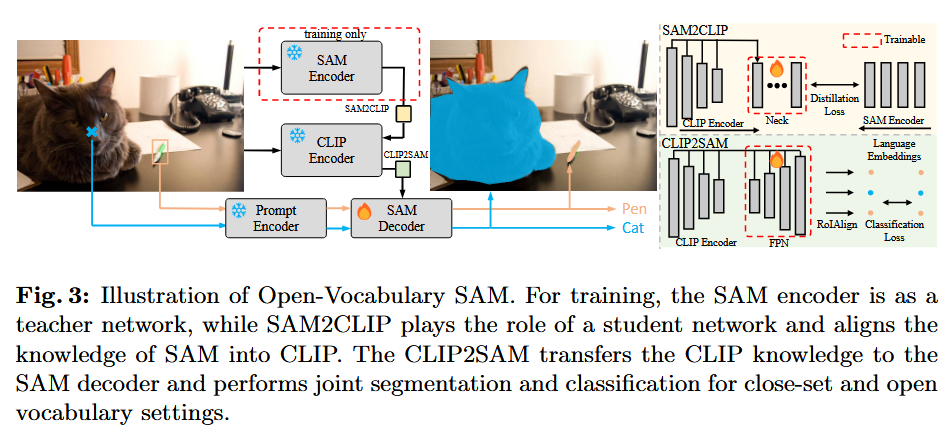 training only
SAM
Encoder
SAM2CLIP
CLIP
Encoder
CLIP2SAM
Prompt
Encoder
SAM
Decoder
Pen
Cat
SAM2CLIP
Trainable
CLIP Encoder
Neck
Distillation
Loss
SAM Encoder
CLIP2SAM
Language
Embeddings
CLIP Encoder
FPN
RoIAlign
Classification
Loss
Fig. 3: Illustration of Open-Vocabulary SAM. For training, the SAM encoder is as a
teacher network, while SAM2CLIP plays the role of a student network and aligns the
knowledge of SAM into CLIP. The CLIP2SAM transfers the CLIP knowledge to the
SAM decoder and performs joint segmentation and classification for close-set and open
vocabulary settings.